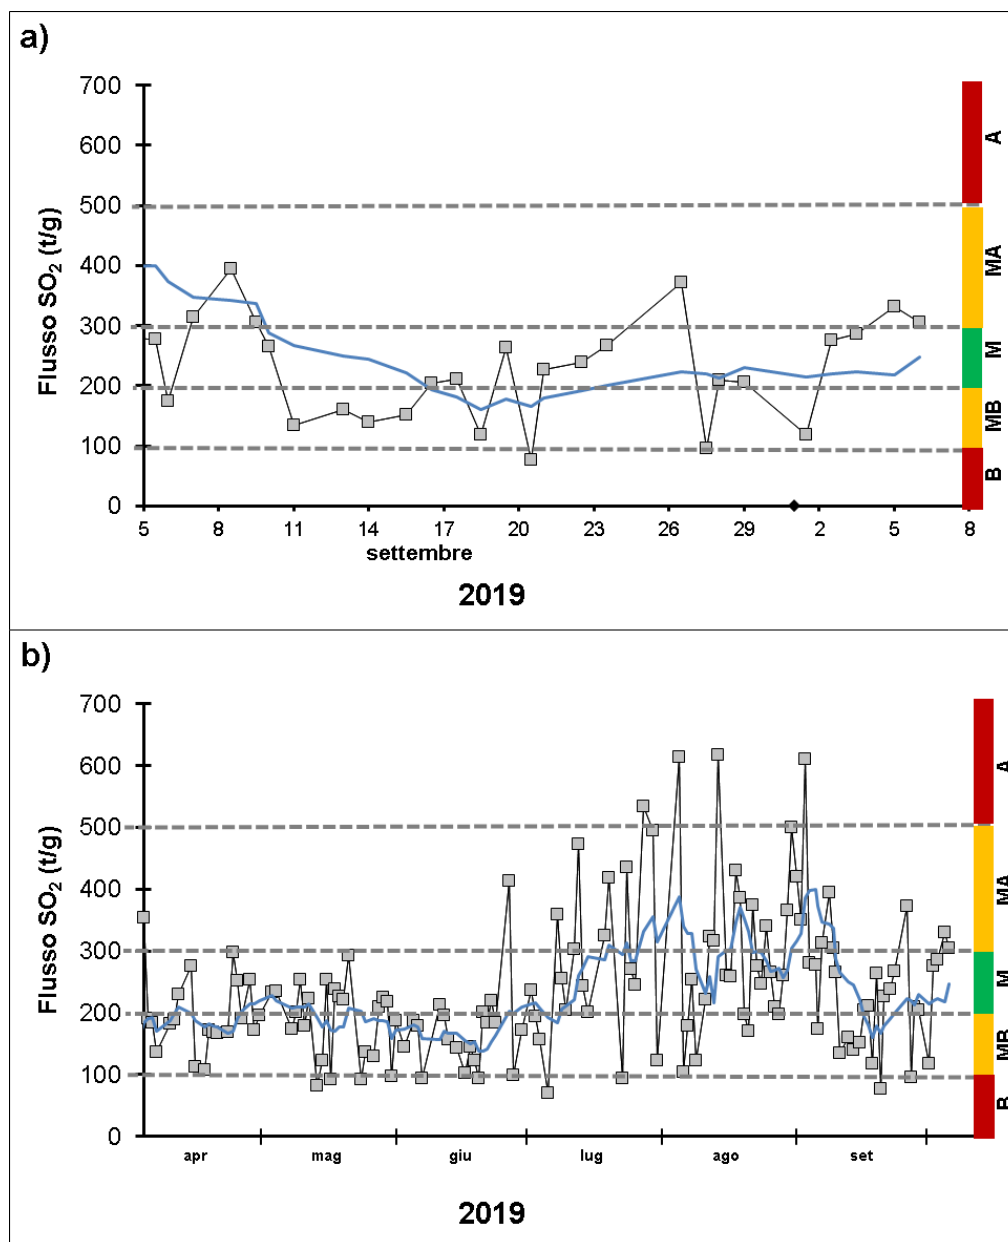 a)
700
600
500
400
300
200
100
0
Flusso SO₂ (t/g)
A
MA
M
MB
B
5 8 11 14 17 20 23 26 29 2 5 8
settembre
2019
b)
700
600
500
400
300
200
100
0
Flusso SO₂ (t/g)
A
MA
M
MB
B
apr mag giu lug ago set
2019